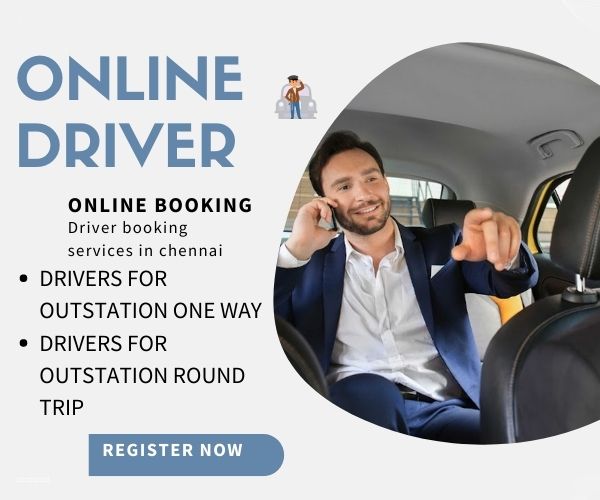 ONLINE
DRIVER
ONLINE BOOKING
Driver booking
services in chennai
• DRIVERS FOR
OUTSTATION ONE WAY
• DRIVERS FOR
OUTSTATION ROUND
TRIP
REGISTER NOW